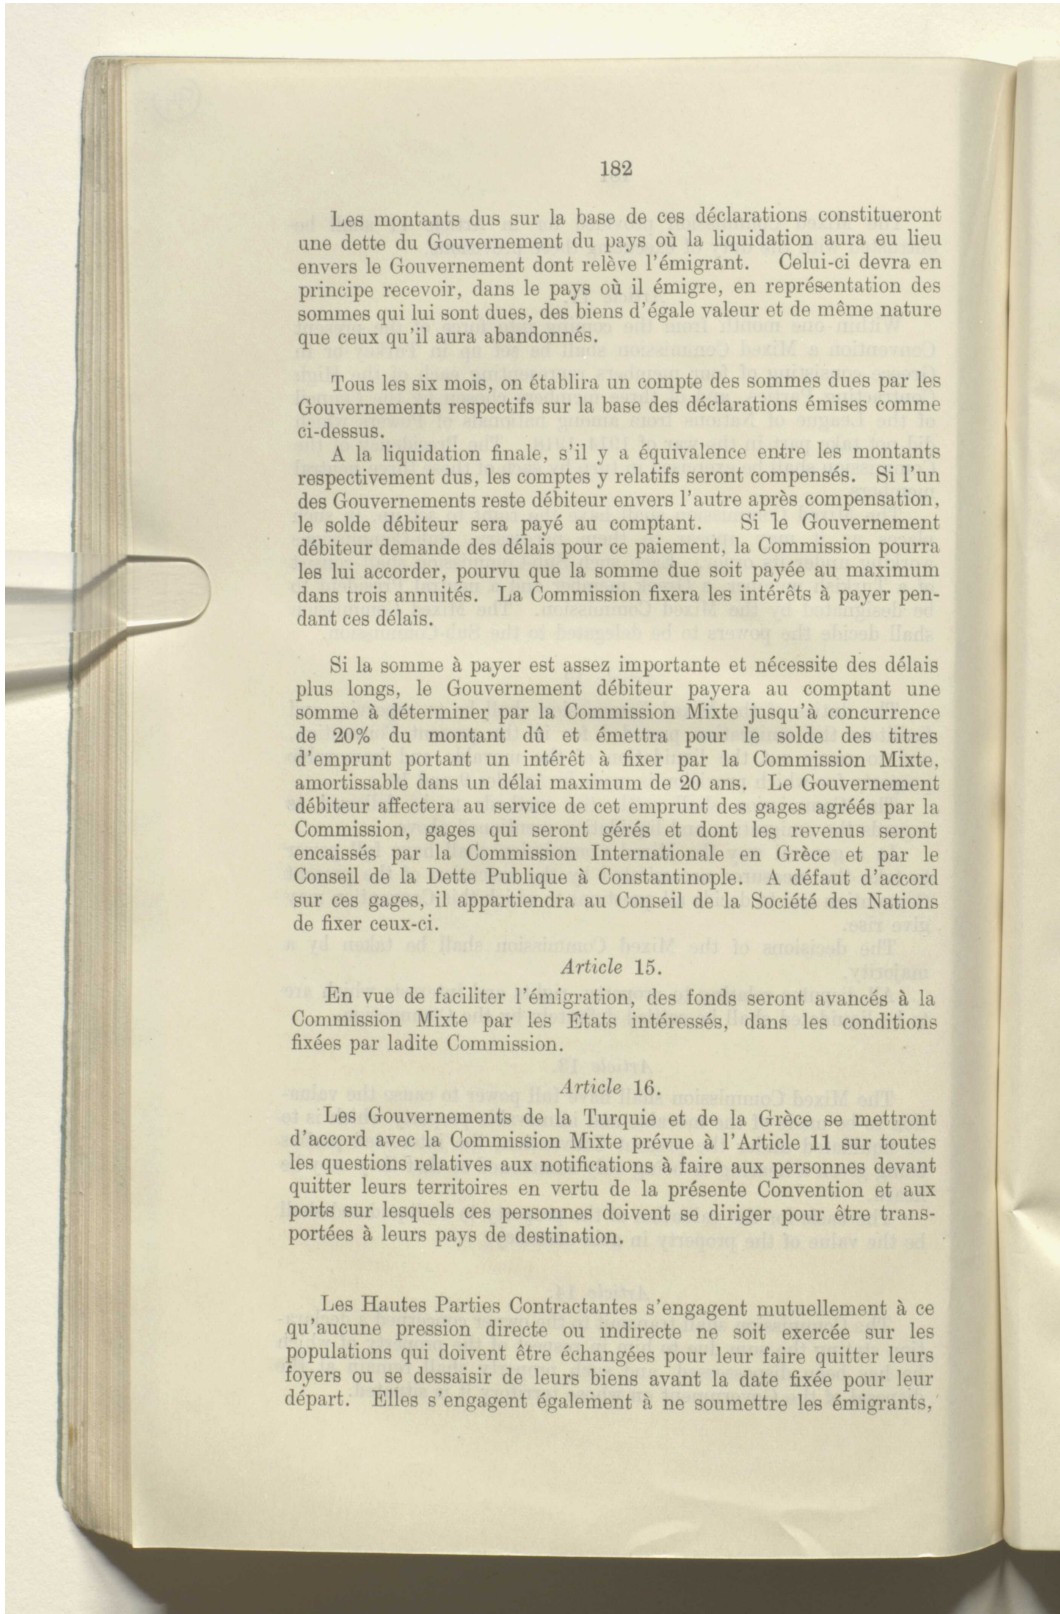 182
Les montants dus sur la base de ces déclarations constitueront
une dette du Gouvernement du pays où la liquidation aura eu lieu
envers le Gouvernement dont relève l'émigrant. Celui-ci devra en
principe recevoir, dans le pays où il émigre, en représentation des
sommes qui lui sont dues, des biens d'égale valeur et de même nature
que ceux qu'il aura abandonnés.
Tous les six mois, on établira un compte des sommes dues par les
Gouvernements respectifs sur la base des déclarations émises comme
ci-dessus.
A la liquidation finale, s'il y a équivalence entre les montants
respectivement dus, les comptes y relatifs seront compensés. Si l'un
des Gouvernements reste débiteur envers l'autre après compensation,
le solde débiteur sera payé au comptant. Si le Gouvernement
débiteur demande des délais pour ce paiement, la Commission pourra
les lui accorder, pourvu que la somme due soit payée au maximum
dans trois annuités. La Commission fixera les intérêts à payer pen-
dant ces délais.
Si la somme à payer est assez importante et nécessite des délais
plus longs, le Gouvernement débiteur payera au comptant une
somme à déterminer par la Commission Mixte jusqu'à concurrence
de 20% du montant dû et émettra pour le solde des titres
d'emprunt portant un intérêt à fixer par la Commission Mixte,
amortissable dans un délai maximum de 20 ans. Le Gouvernement
débiteur affectera au service de cet emprunt des gages agréés par la
Commission, gages qui seront gérés et dont les revenus seront
encaissés par la Commission Internationale en Grèce et par le
Conseil de la Dette Publique à Constantinople. A défaut d'accord
sur ces gages, il appartiendra au Conseil de la Société des Nations
de fixer ceux-ci.
Article 15.
En vue de faciliter l'émigration, des fonds seront avancés à la
Commission Mixte par les États intéressés, dans les conditions
fixées par ladite Commission.
Article 16.
Les Gouvernements de la Turquie et de la Grèce se mettront
d'accord avec la Commission Mixte prévue à l'Article 11 sur toutes
les questions relatives aux notifications à faire aux personnes devant
quitter leurs territoires en vertu de la présente Convention et aux
ports sur lesquels ces personnes doivent se diriger pour être trans-
portées à leurs pays de destination.
Les Hautes Parties Contractantes s'engagent mutuellement à ce
qu'aucune pression directe ou indirecte ne soit exercée sur les
populations qui doivent être échangées pour leur faire quitter leurs
foyers ou se dessaisir de leurs biens avant la date fixée pour leur
départ. Elles s'engagent également à ne soumettre les émigrants,